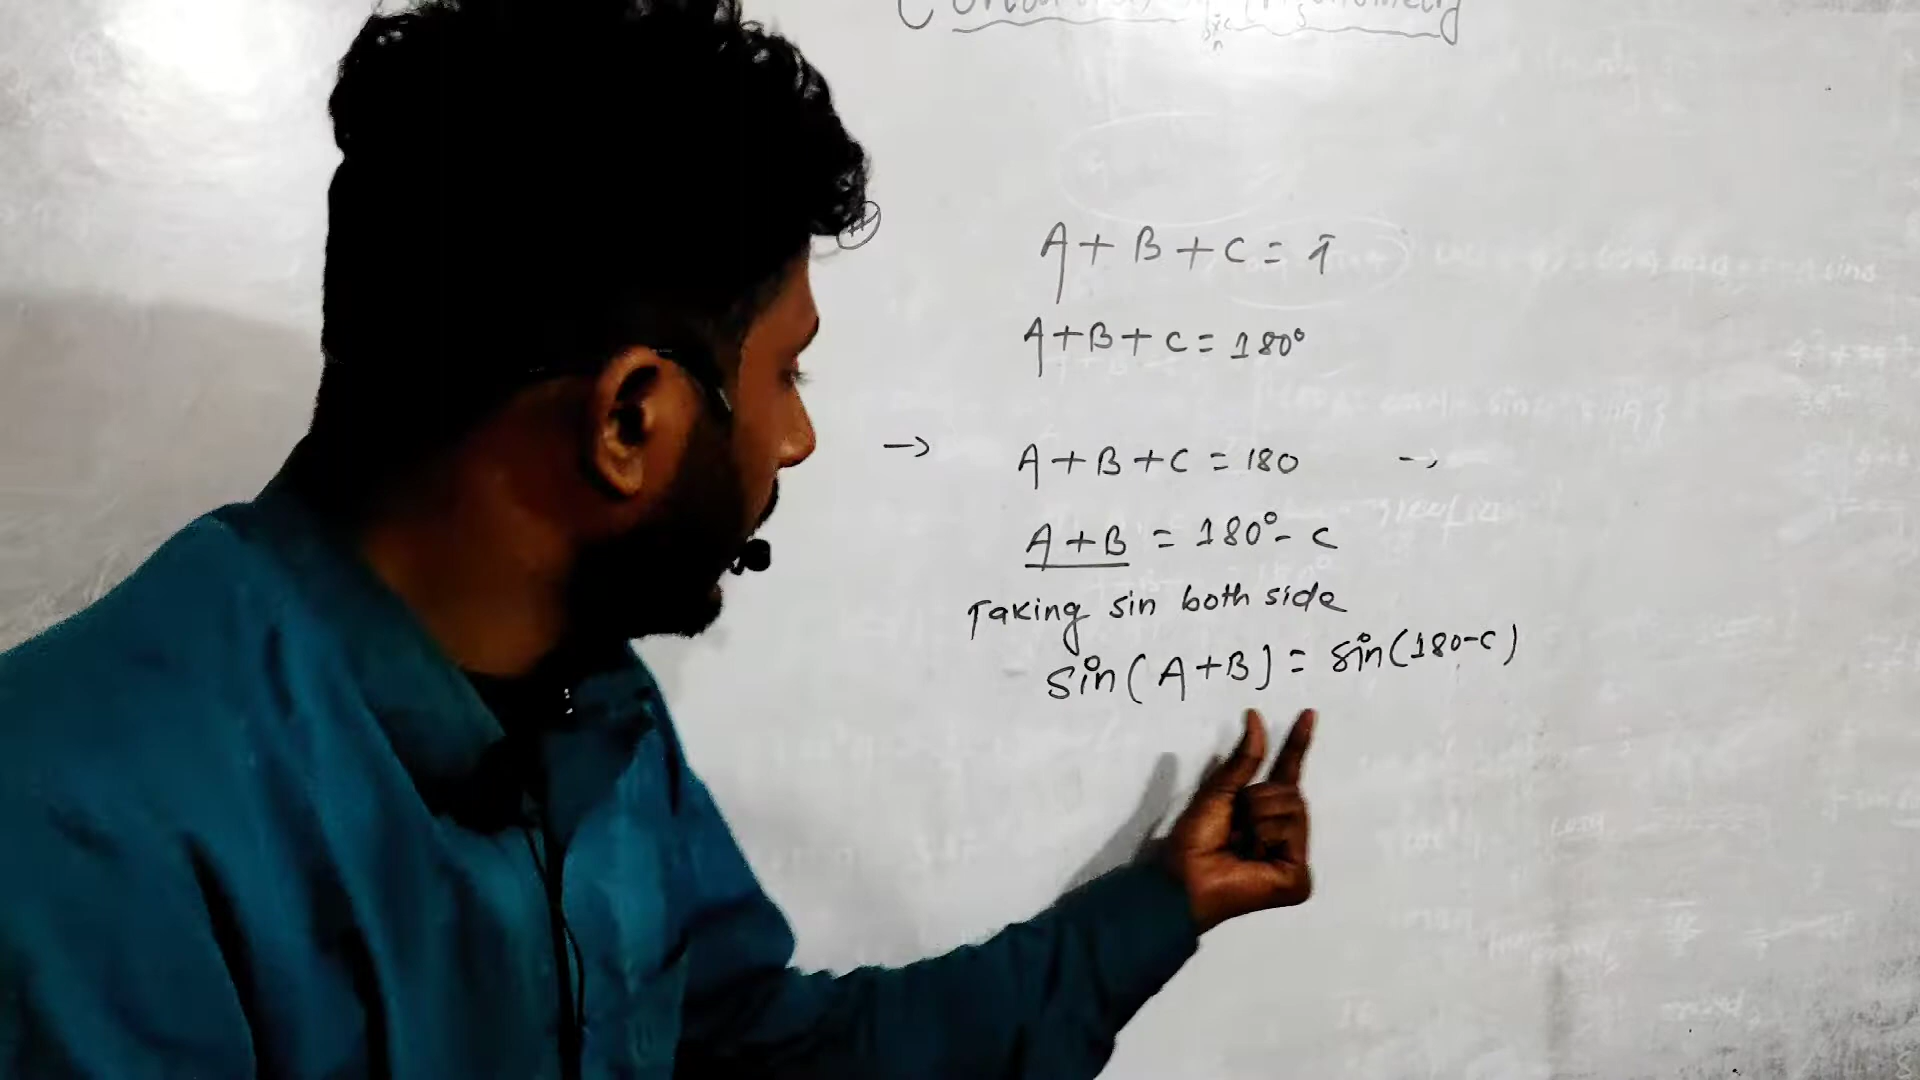 #
A + B + C = π
A + B + C = 180°
→ A + B + C = 180 →
A + B = 180° - C
Taking sin both side
sin(A + B) = sin(180 - C)